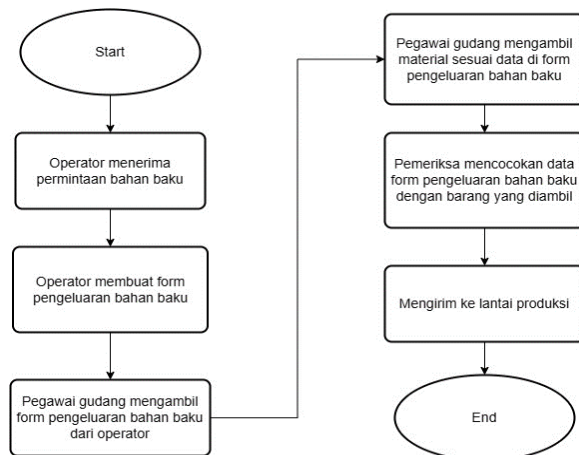 Start
Operator menerima
permintaan bahan baku
Operator membuat form
pengeluaran bahan baku
Pegawai gudang mengambil
form pengeluaran bahan baku
dari operator
Pegawai gudang mengambil
material sesuai data di form
pengeluaran bahan baku
Pemeriksa mencocokan data
form pengeluaran bahan baku
dengan barang yang diambil
Mengirim ke lantai produksi
End